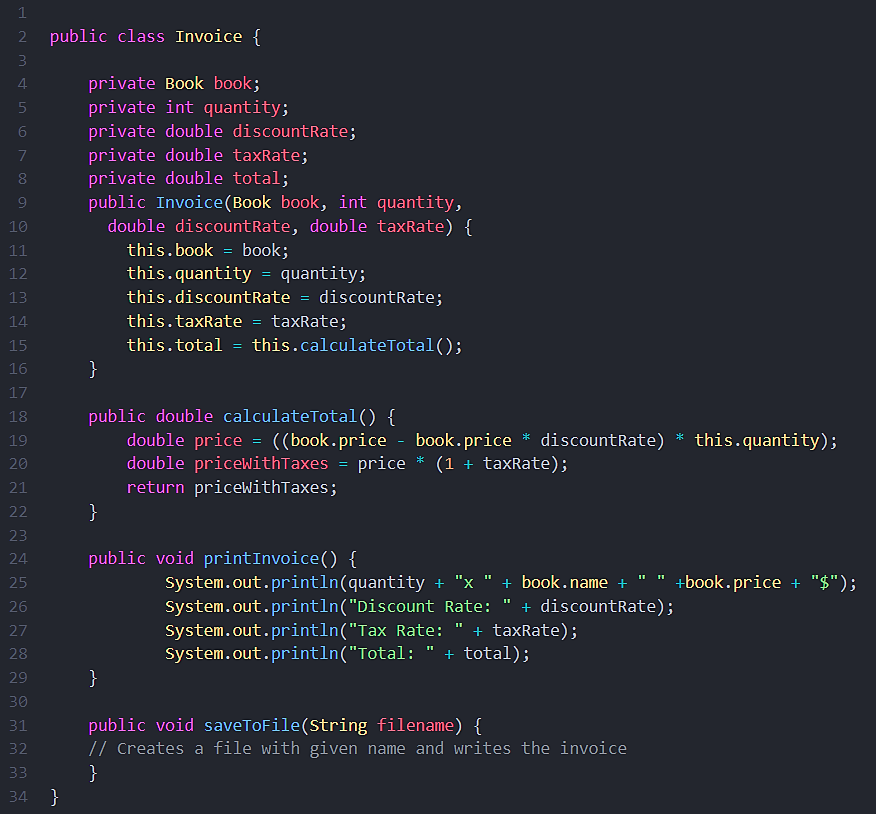 1
2 public class Invoice {
3
4     private Book book;
5     private int quantity;
6     private double discountRate;
7     private double taxRate;
8     private double total;
9     public Invoice(Book book, int quantity,
10       double discountRate, double taxRate) {
11         this.book = book;
12         this.quantity = quantity;
13         this.discountRate = discountRate;
14         this.taxRate = taxRate;
15         this.total = this.calculateTotal();
16     }
17
18     public double calculateTotal() {
19         double price = ((book.price - book.price * discountRate) * this.quantity);
20         double priceWithTaxes = price * (1 + taxRate);
21         return priceWithTaxes;
22     }
23
24     public void printInvoice() {
25             System.out.println(quantity + "x " + book.name + " " +book.price + "$");
26             System.out.println("Discount Rate: " + discountRate);
27             System.out.println("Tax Rate: " + taxRate);
28             System.out.println("Total: " + total);
29     }
30
31     public void saveToFile(String filename) {
32     // Creates a file with given name and writes the invoice
33     }
34 }